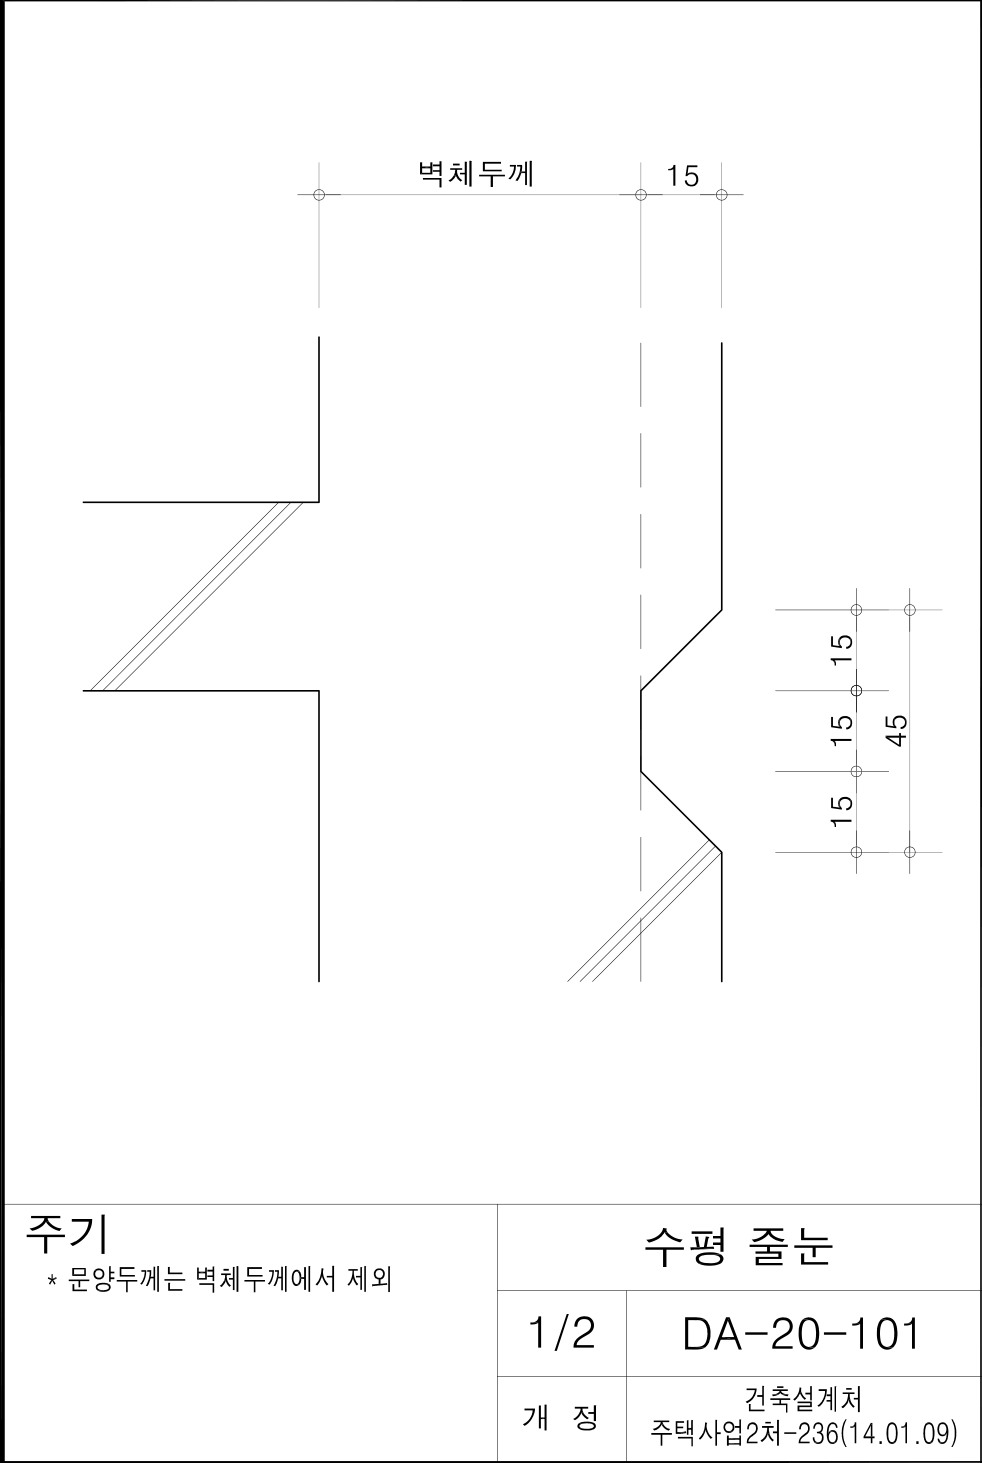 벽체두께
15
15
15
15
45
주기
* 문양두께는 벽체두께에서 제외
수평 줄눈
1/2
DA-20-101
개 정
건축설계처
주택사업2처-236(14.01.09)